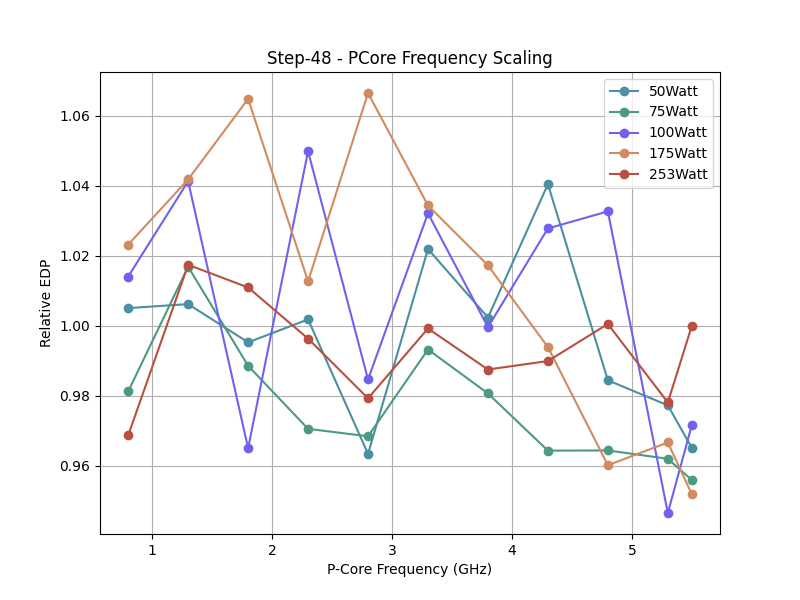 Step-48 - PCore Frequency Scaling
50Watt
75Watt
100Watt
175Watt
253Watt
Relative EDP
1.06
1.04
1.02
1.00
0.98
0.96
1 2 3 4 5
P-Core Frequency (GHz)